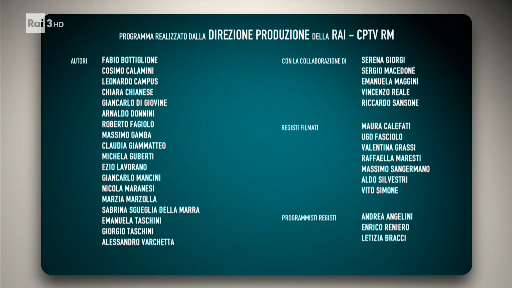 Rai 3 HD
PROGRAMMA REALIZZATO DALLA DIREZIONE PRODUZIONE DELLA RAI – CPTV RM
AUTORI
FABIO BOTTIGLIONE
COSIMO CALAMINI
LEONARDO CAMPUS
CHIARA CHIANESE
GIANCARLO DI GIOVINE
ARNALDO DONNINI
ROBERTO FAGIOLO
MASSIMO GAMBA
CLAUDIA GIAMMATTEO
MICHELA GUBERTI
EZIO LAVORANO
GIANCARLO MANCINI
NICOLA MARANESI
MARZIA MARZOLLA
SABRINA SGUEGLIA DELLA MARRA
EMANUELA TASCHINI
GIORGIO TASCHINI
ALESSANDRO VARCHETTA
CON LA COLLABORAZIONE DI
SERENA GIORGI
SERGIO MACEDONE
EMANUELA MAGGINI
VINCENZO REALE
RICCARDO SANSONE
REGISTI FILMATI
MAURA CALEFATI
UGO FASCIOLO
VALENTINA GRASSI
RAFFAELLA MARESTI
MASSIMO SANGERMANO
ALDO SILVESTRI
VITO SIMONE
PROGRAMMISTI REGISTI
ANDREA ANGELINI
ENRICO RENIERO
LETIZIA BRACCI